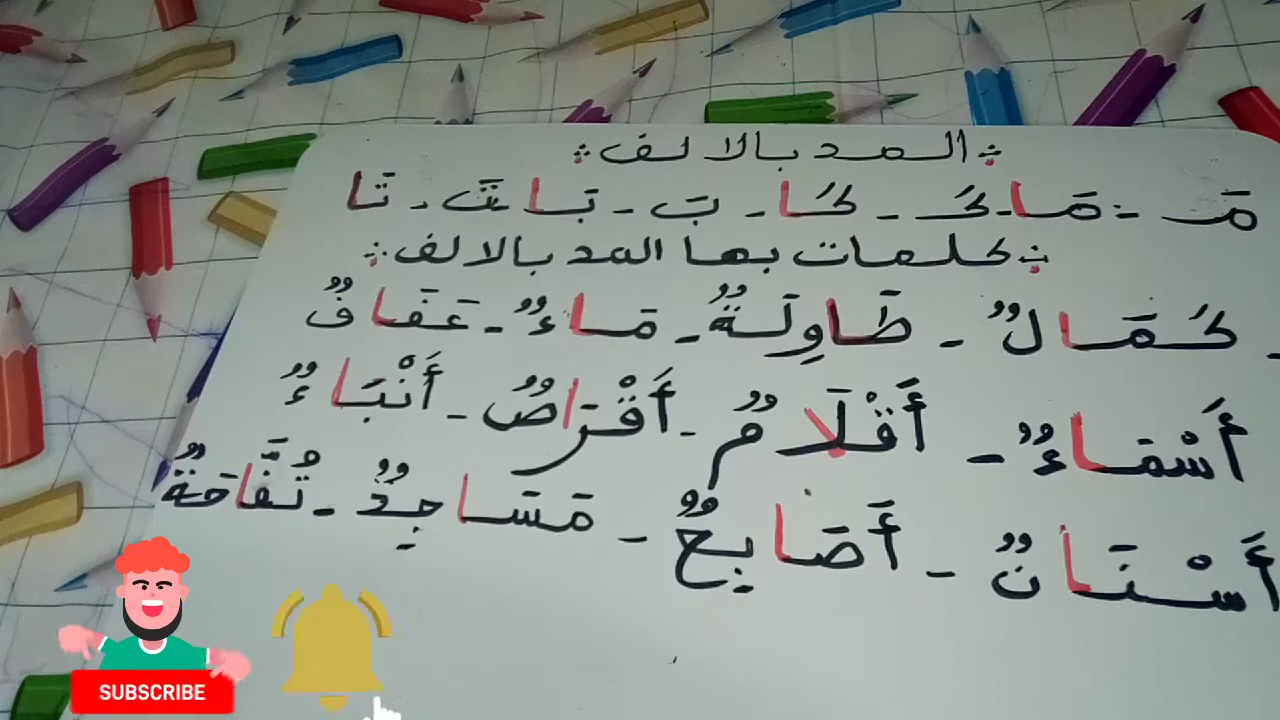 المد بالالف:
مَـ - مَا - كَـ - كَا - بَـ - بَا - تَـ - تَا
كلمات بها المد بالالف:
كَمَالٌ - طَاوِلَةٌ - مَاءٌ - عَفَافٌ
أَسْمَاءٌ - أَقْلَامٌ - أَقْرَاصٌ - أَنْبَاءٌ
أَسْنَانٌ - أَصَابِعٌ - مَسَاجِدٌ - تُفَّاحَةٌ
SUBSCRIBE